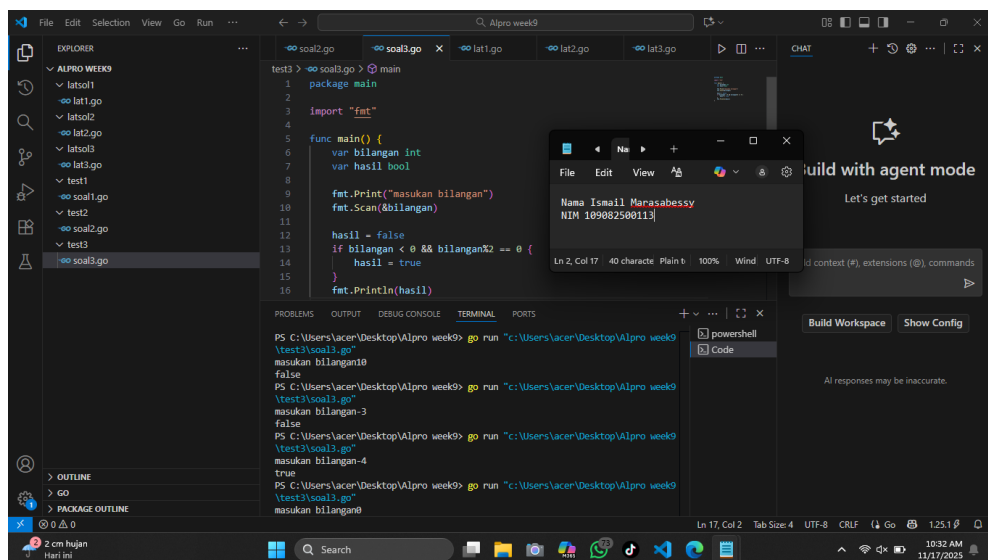 File Edit Selection View Go Run ...
Alpro week9
EXPLORER
ALPRO WEEK9
latsol1
lat1.go
latsol2
lat2.go
latsol3
lat3.go
test1
soal1.go
test2
soal2.go
test3
soal3.go
OUTLINE
GO
PACKAGE OUTLINE
soal2.go soal3.go lat1.go lat2.go lat3.go
test3 > soal3.go > main
1 package main
2
3 import "fmt"
4
5 func main() {
6 var bilangan int
7 var hasil bool
8
9 fmt.Print("masukan bilangan")
10 fmt.Scan(&bilangan)
11
12 hasil = false
13 if bilangan < 0 && bilangan%2 == 0 {
14 hasil = true
15 }
16 fmt.Println(hasil)
File Edit View
Nama Ismail Marasabessy
NIM 109082500113
Ln 2, Col 17 40 characte Plain t 100% Wind UTF-8
PROBLEMS OUTPUT DEBUG CONSOLE TERMINAL PORTS
PS C:\Users\acer\Desktop\Alpro week9> go run "c:\Users\acer\Desktop\Alpro week9
\test3\soal3.go"
masukan bilangan10
false
PS C:\Users\acer\Desktop\Alpro week9> go run "c:\Users\acer\Desktop\Alpro week9
\test3\soal3.go"
masukan bilangan-3
false
PS C:\Users\acer\Desktop\Alpro week9> go run "c:\Users\acer\Desktop\Alpro week9
\test3\soal3.go"
masukan bilangan-4
true
PS C:\Users\acer\Desktop\Alpro week9> go run "c:\Users\acer\Desktop\Alpro week9
\test3\soal3.go"
masukan bilangan0
powershell
Code
CHAT
uild with agent mode
Let's get started
ld context (#), extensions (@), commands
Build Workspace Show Config
AI responses may be inaccurate.
0 0
Ln 17, Col 2 Tab Size: 4 UTF-8 CRLF Go 1.25.1
2 cm hujan
Hari ini
Search
10:32 AM
11/17/2025